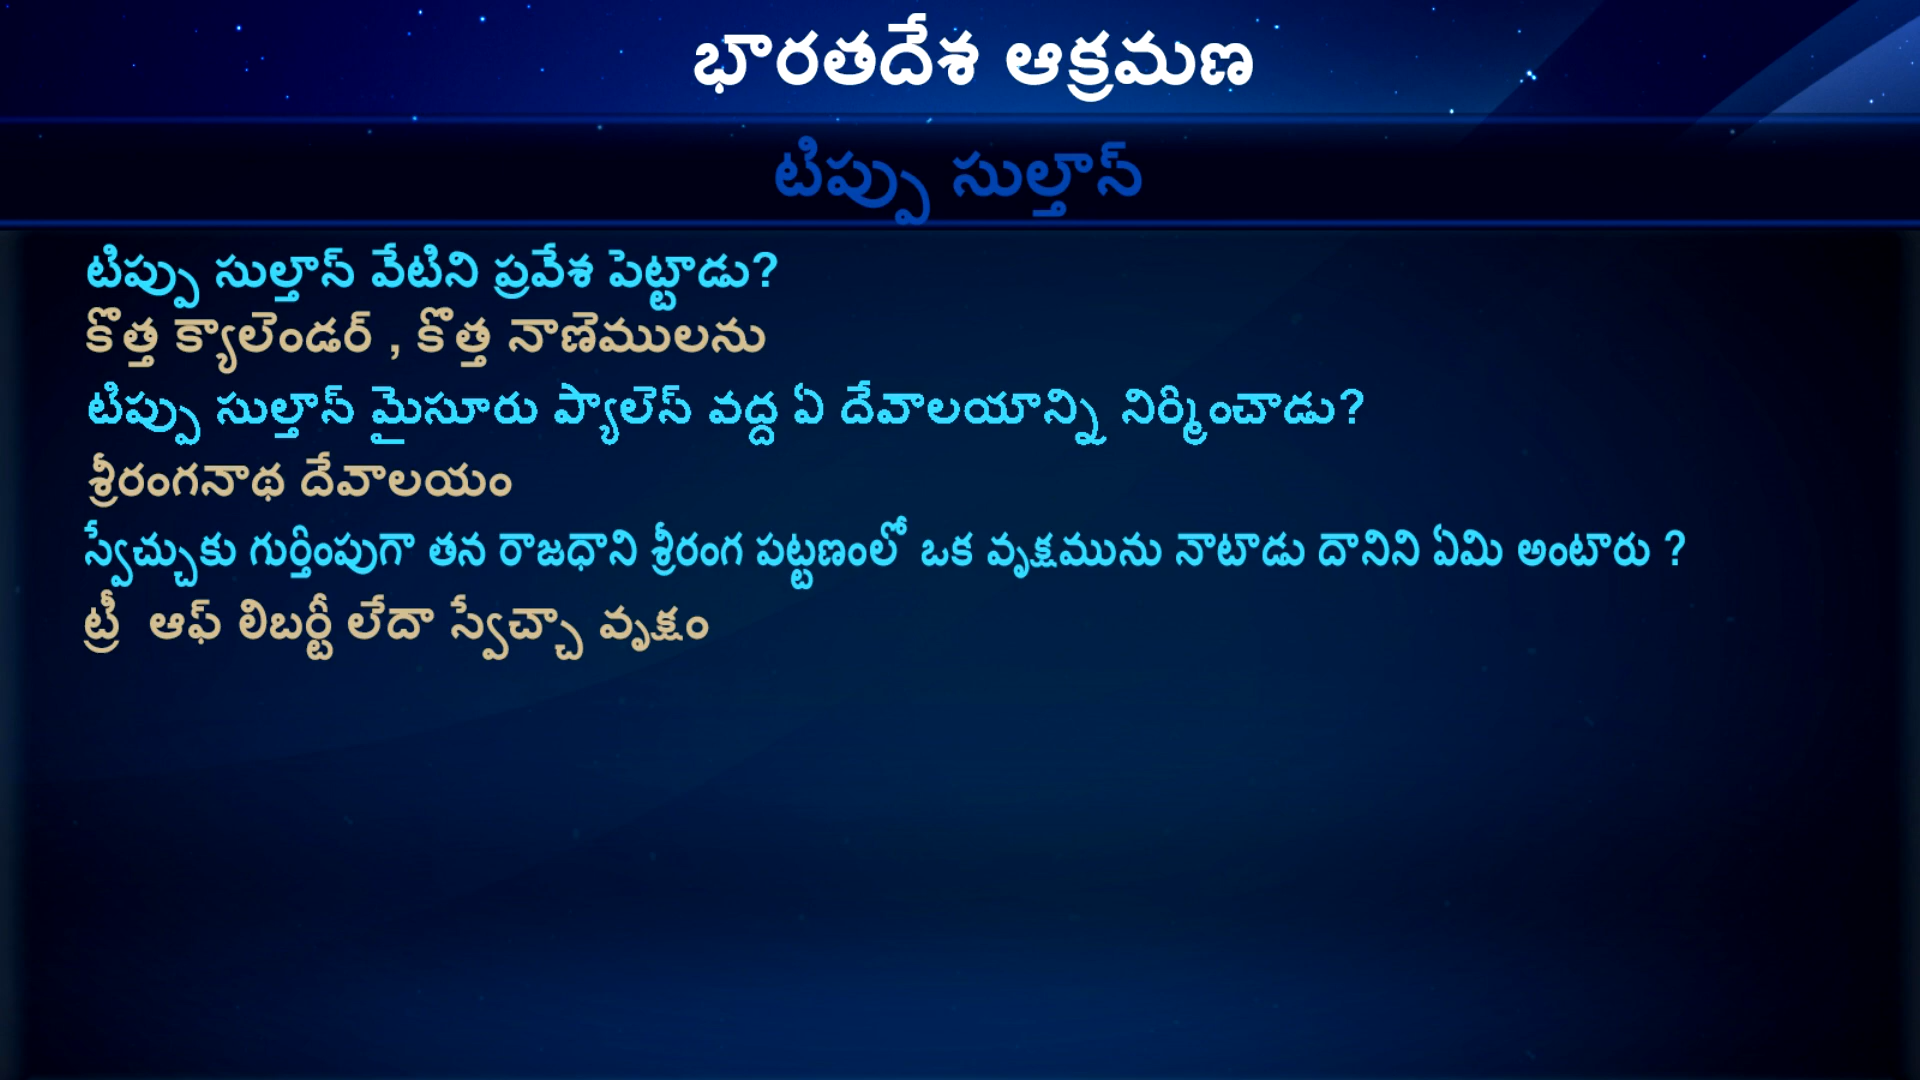 భారతదేశ ఆక్రమణ
టిప్పు సుల్తాన్
టిప్పు సుల్తాన్ వేటిని ప్రవేశ పెట్టాడు?
కొత్త క్యాలెండర్ , కొత్త నాణెములను
టిప్పు సుల్తాన్ మైసూరు ప్యాలెస్ వద్ద ఏ దేవాలయాన్ని నిర్మించాడు?
శ్రీరంగనాథ దేవాలయం
స్వేచ్చుకు గుర్తింపుగా తన రాజధాని శ్రీరంగ పట్టణంలో ఒక వృక్షమును నాటాడు దానిని ఏమి అంటారు ?
ట్రీ ఆఫ్ లిబర్టీ లేదా స్వేచ్చా వృక్షం